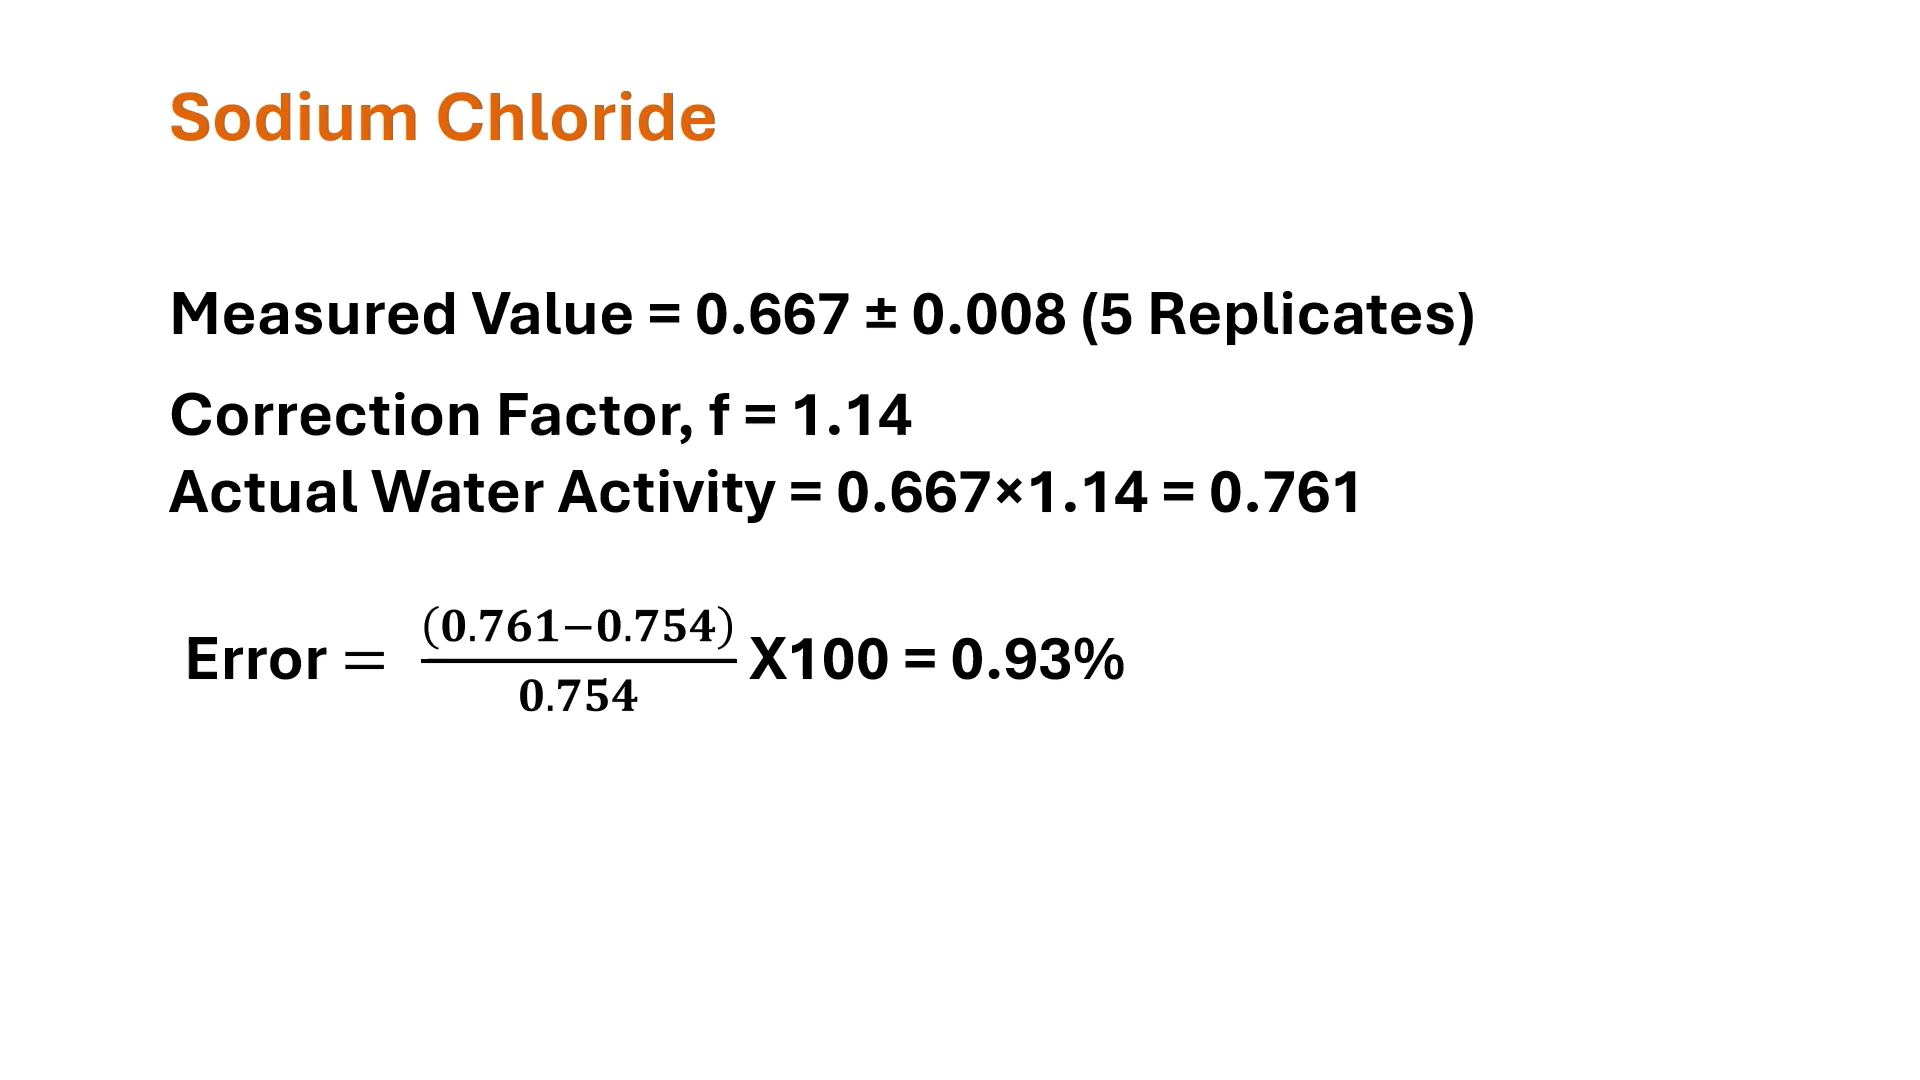 Sodium Chloride
Measured Value = 0.667 ± 0.008 (5 Replicates)
Correction Factor, f = 1.14
Actual Water Activity = 0.667×1.14 = 0.761
Error = (0.761−0.754)/0.754 X100 = 0.93%